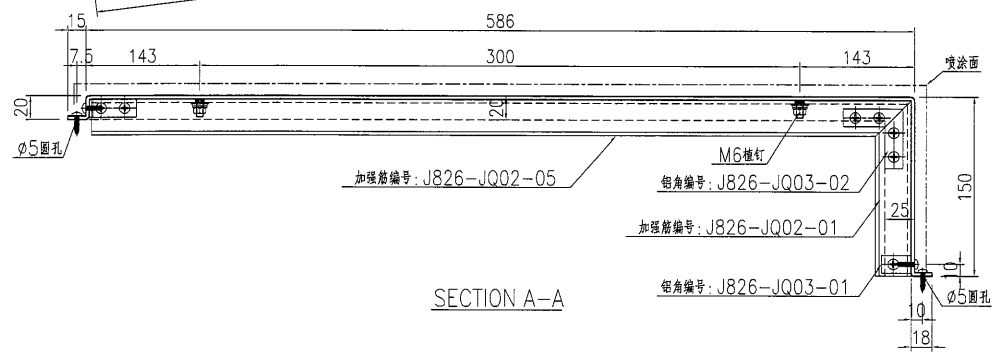 15
586
7.5
143
300
143
喷涂面
20
20
Ø5圆孔
M6植钉
加强筋编号:J826-JQ02-05
铝角编号:J826-JQ03-02
150
25
加强筋编号:J826-JQ02-01
10
铝角编号:J826-JQ03-01
SECTION A-A
Ø5圆孔
10
18